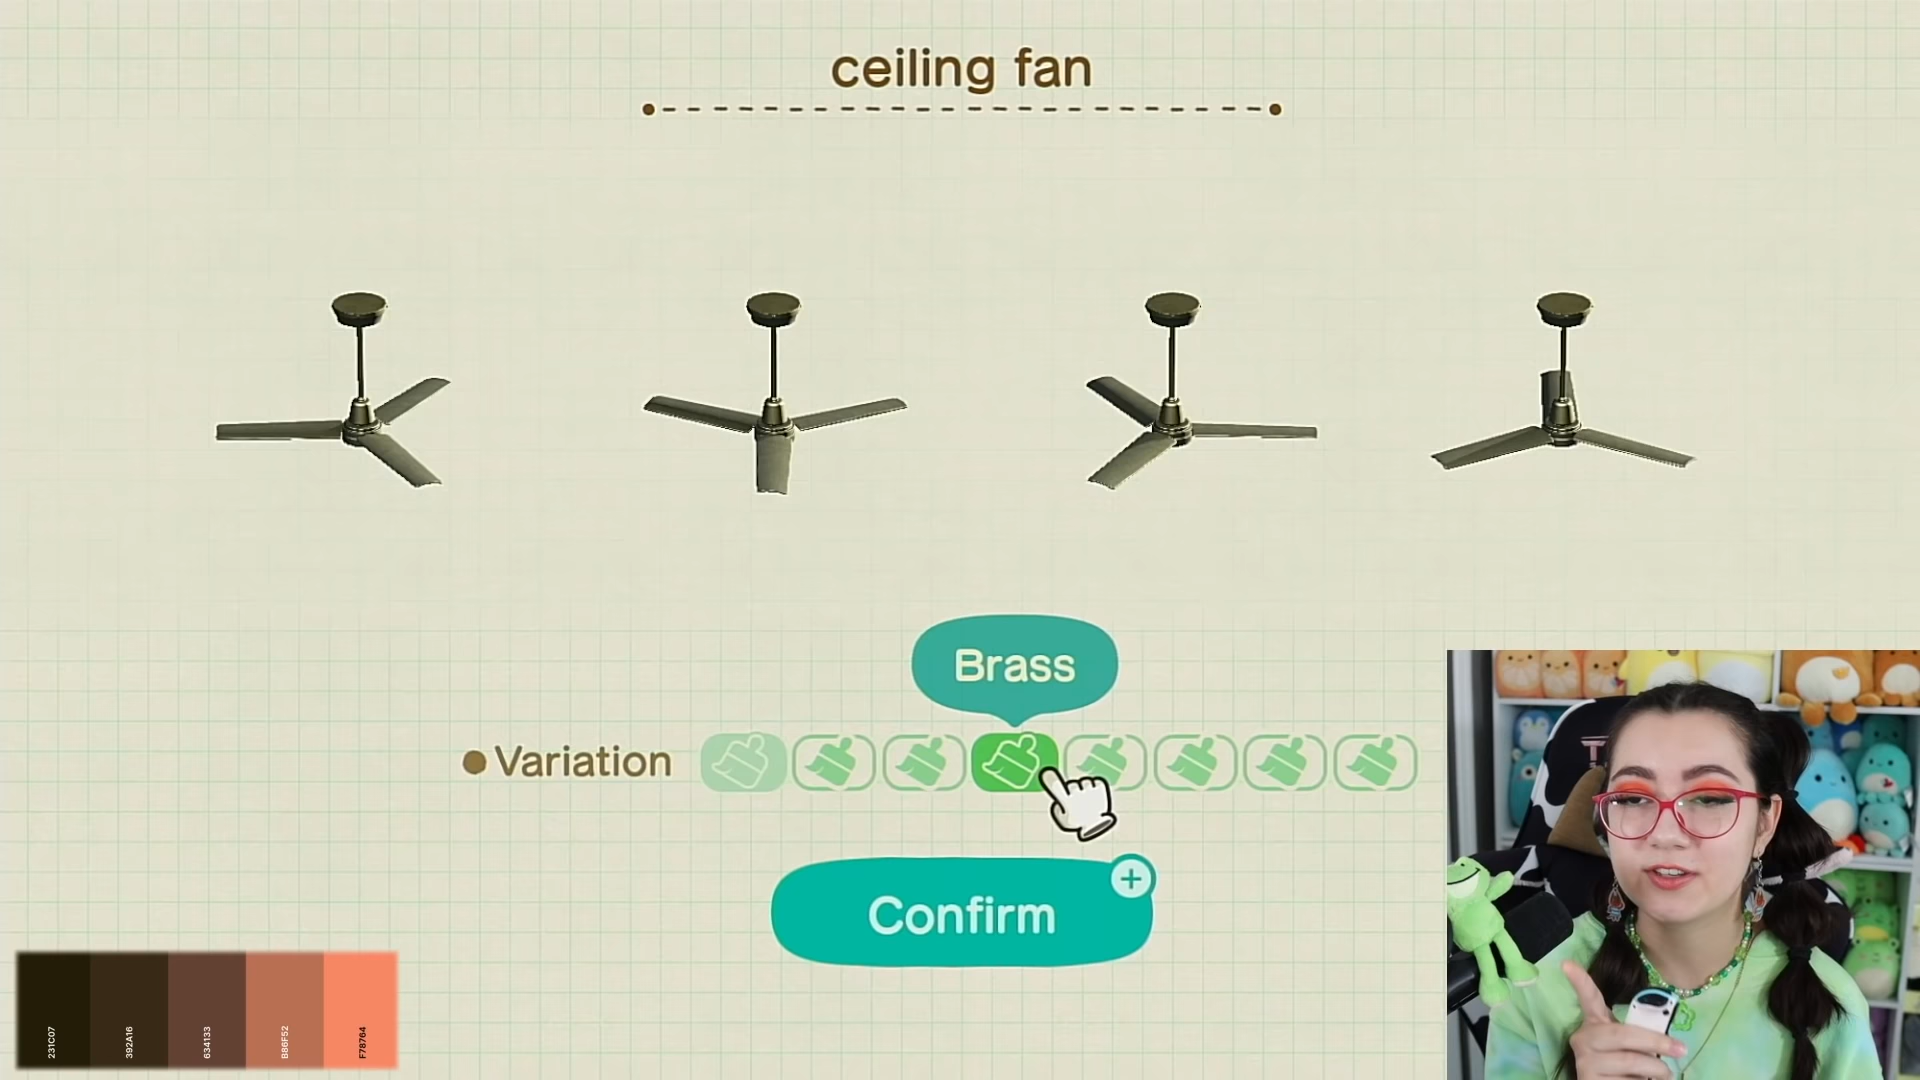 ceiling fan
Brass
Variation
Confirm
231C07
392A16
634133
B86F52
F78764